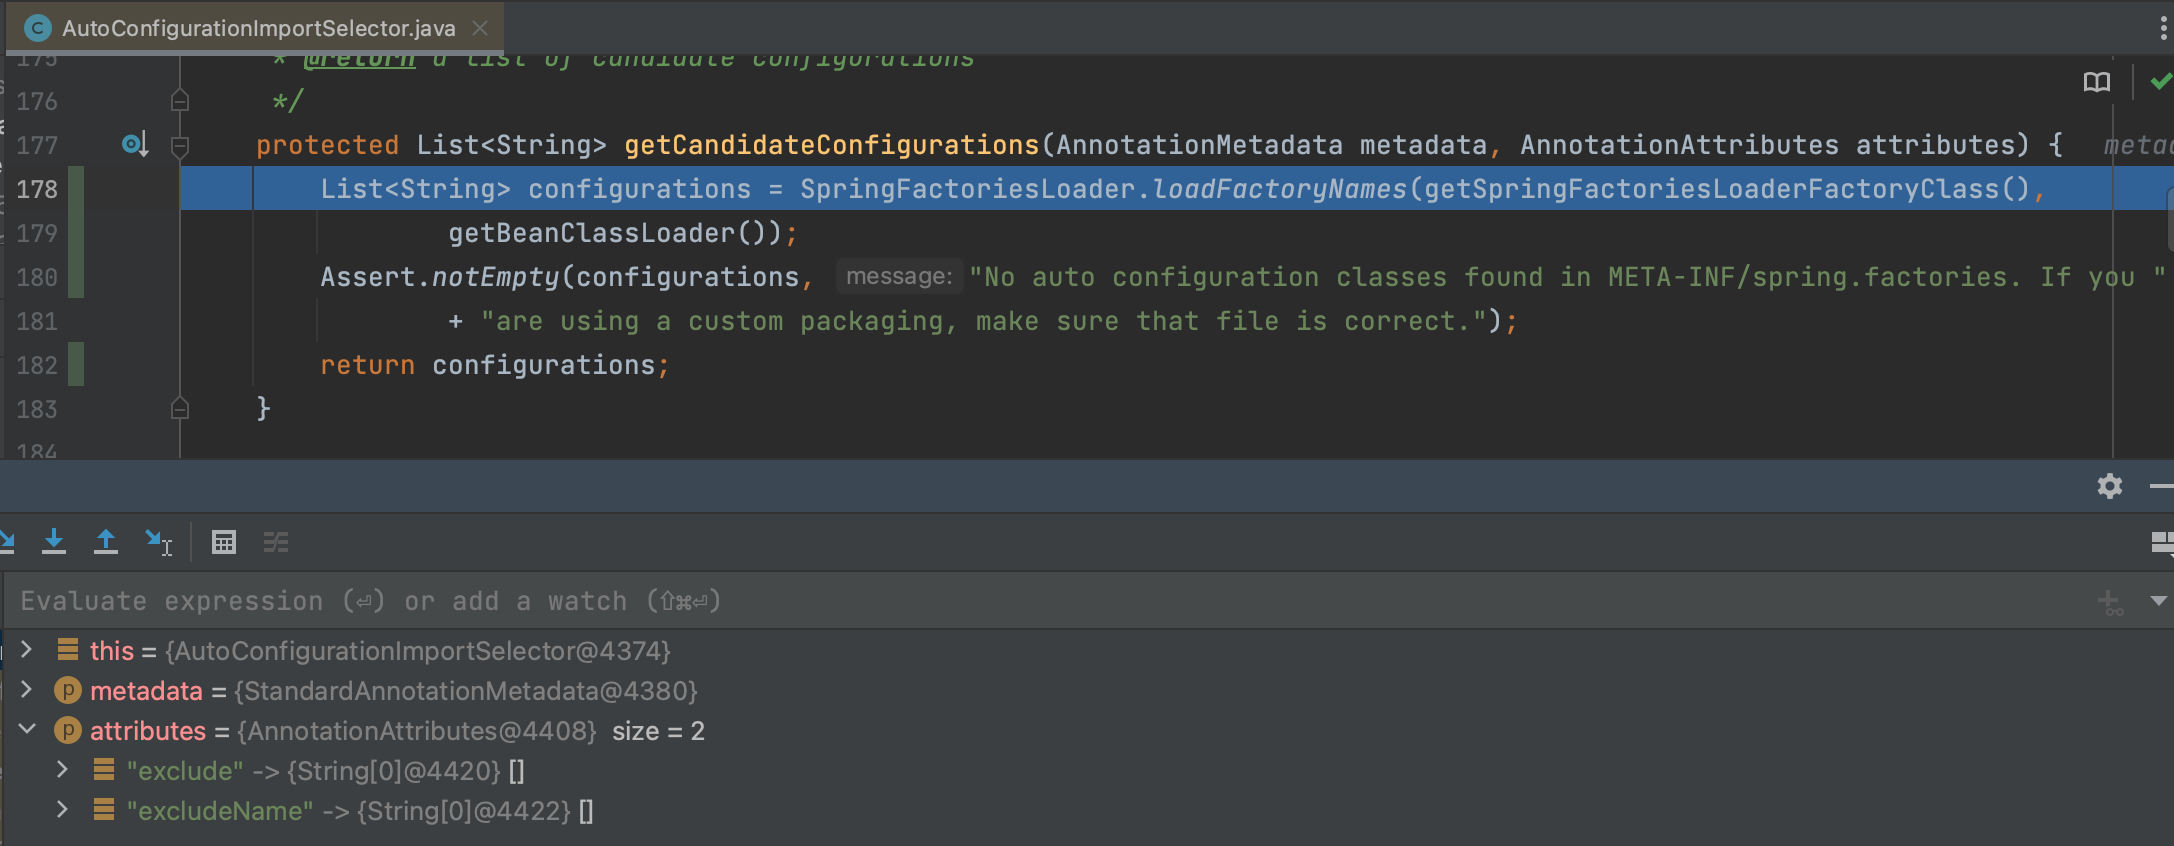 AutoConfigurationImportSelector.java
175 * @return a list of candidate configurations
176 */
177 protected List<String> getCandidateConfigurations(AnnotationMetadata metadata, AnnotationAttributes attributes) {
178 List<String> configurations = SpringFactoriesLoader.loadFactoryNames(getSpringFactoriesLoaderFactoryClass(),
179 getBeanClassLoader());
180 Assert.notEmpty(configurations, message: "No auto configuration classes found in META-INF/spring.factories. If you "
181 + "are using a custom packaging, make sure that file is correct.");
182 return configurations;
183 }
184
Evaluate expression (⏎) or add a watch (⇧⌘⏎)
this = {AutoConfigurationImportSelector@4374}
p metadata = {StandardAnnotationMetadata@4380}
p attributes = {AnnotationAttributes@4408} size = 2
"exclude" -> {String[0]@4420} []
"excludeName" -> {String[0]@4422} []